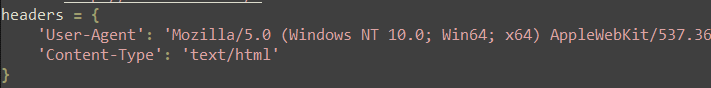 headers = {
    'User-Agent': 'Mozilla/5.0 (Windows NT 10.0; Win64; x64) AppleWebKit/537.36
    'Content-Type': 'text/html'
}